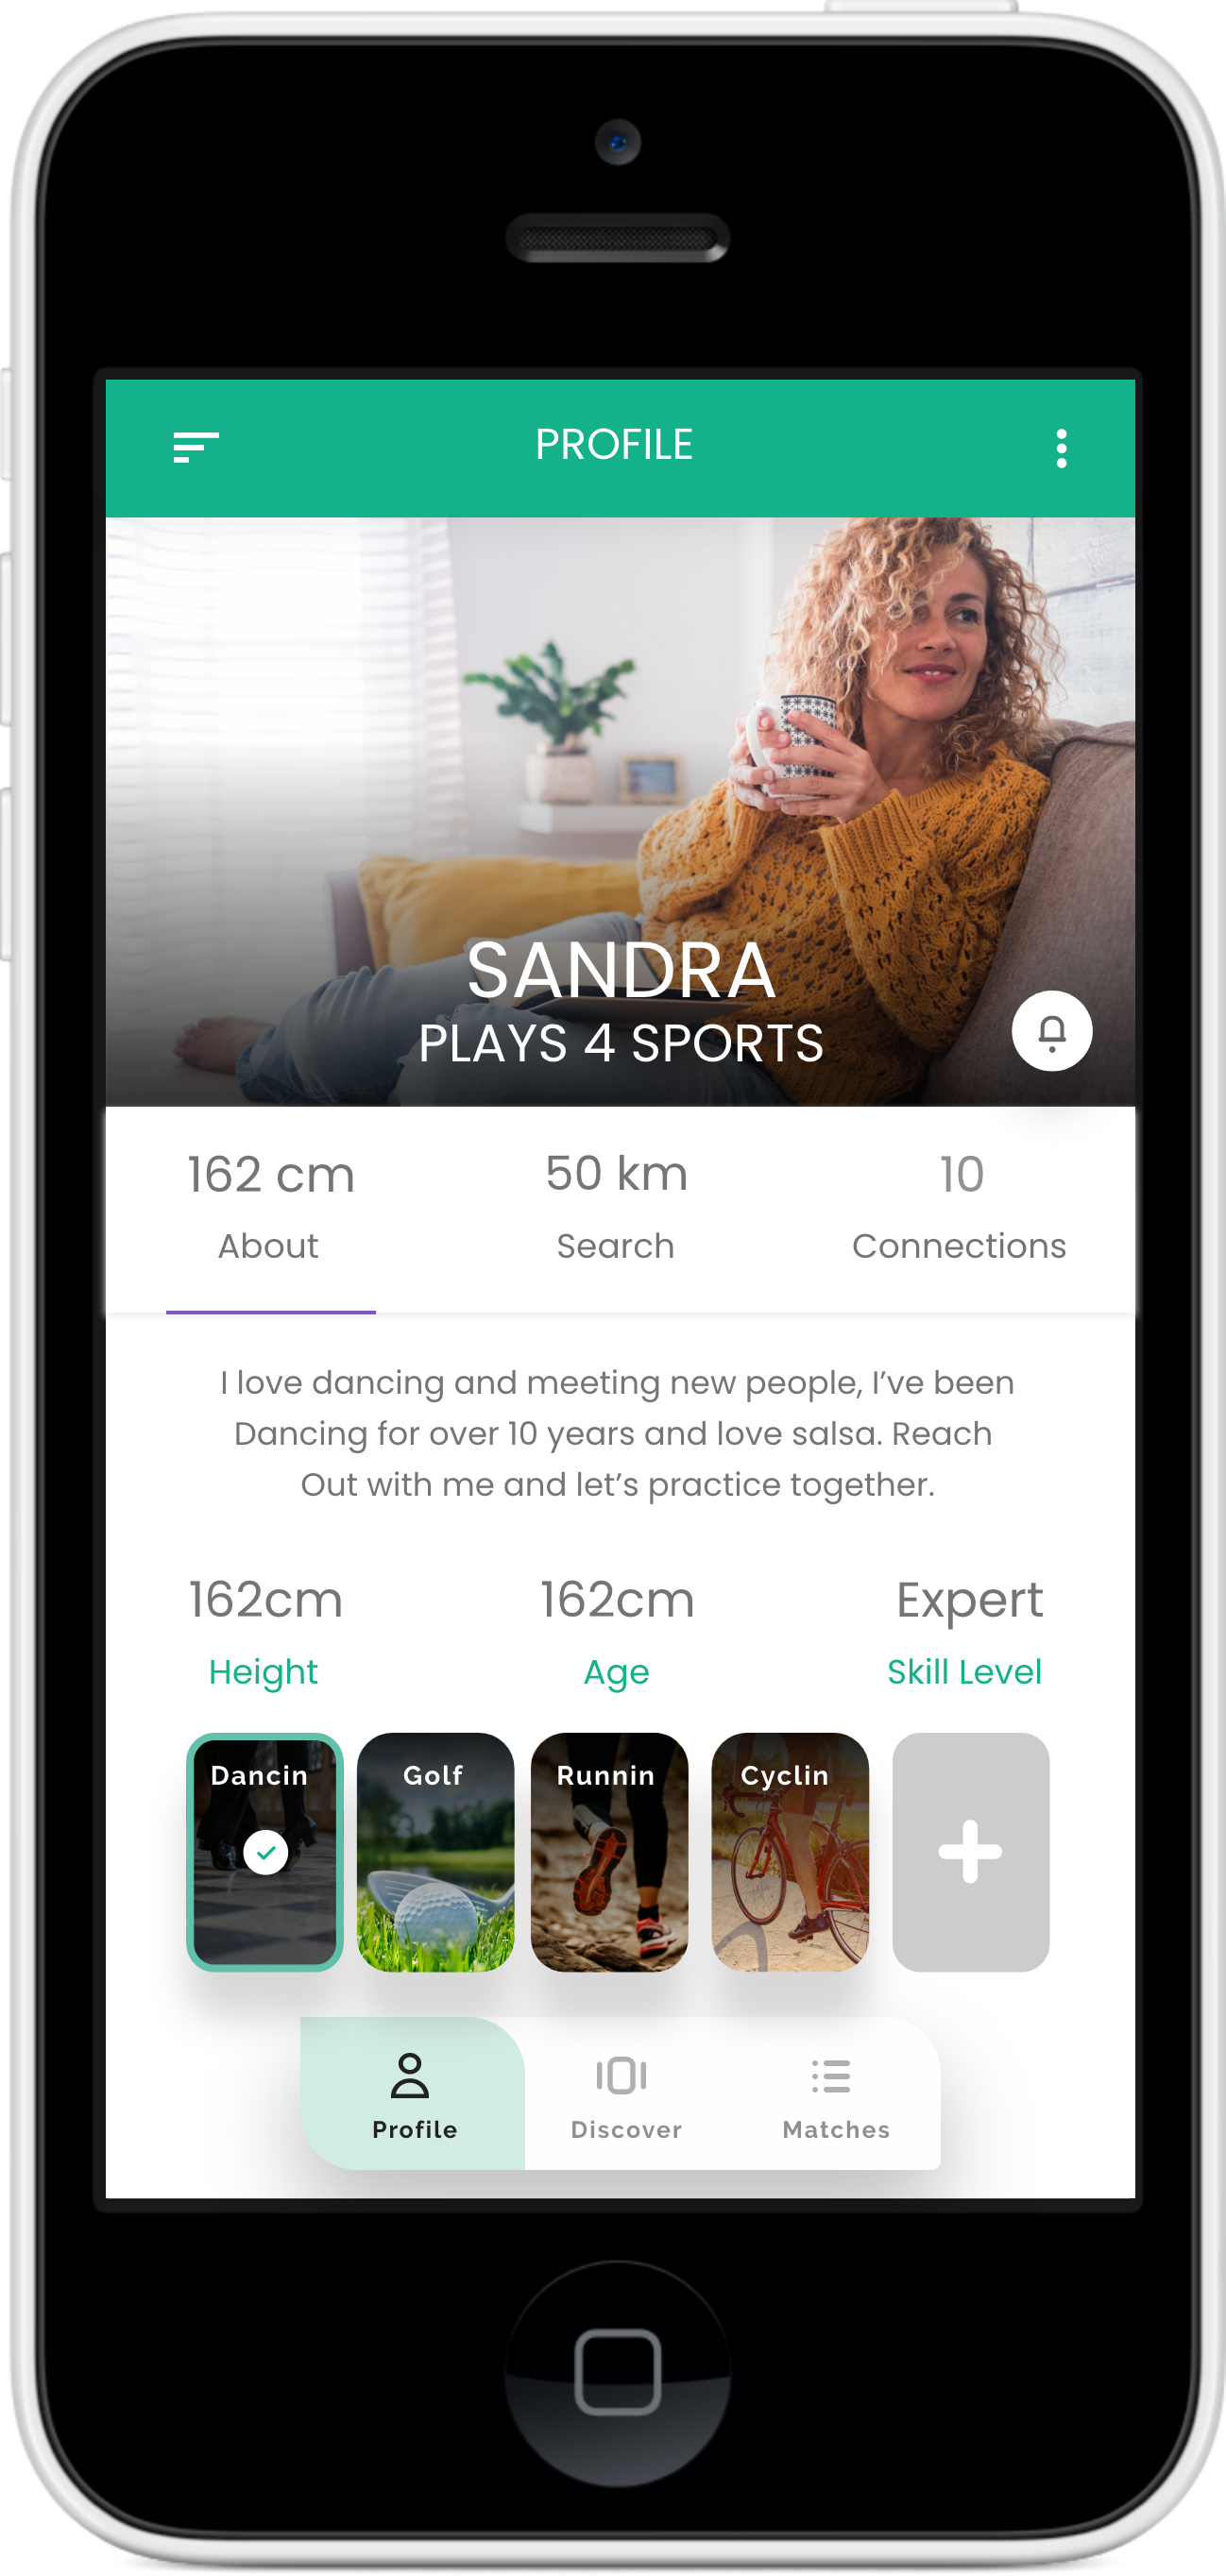 PROFILE
SANDRA
PLAYS 4 SPORTS
162 cm 50 km 10
About Search Connections
I love dancing and meeting new people, I’ve been
Dancing for over 10 years and love salsa. Reach
Out with me and let’s practice together.
162cm 162cm Expert
Height Age Skill Level
Dancin Golf Runnin Cyclin
Profile Discover Matches